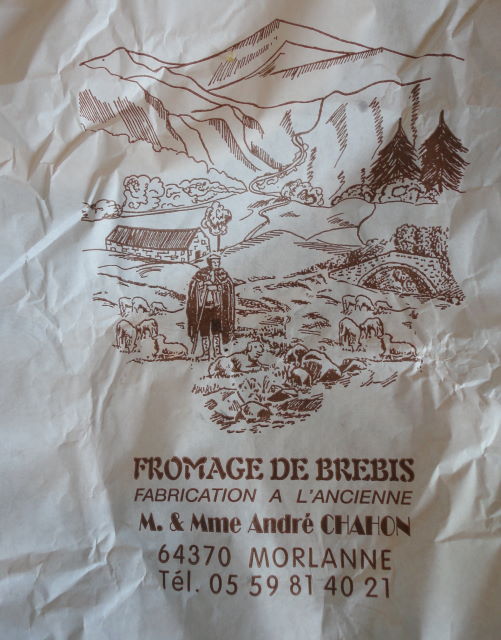 FROMAGE DE BREBIS
FABRICATION A L'ANCIENNE
M. & Mme André CHAHON
64370 MORLANNE
Tél. 05 59 81 40 21